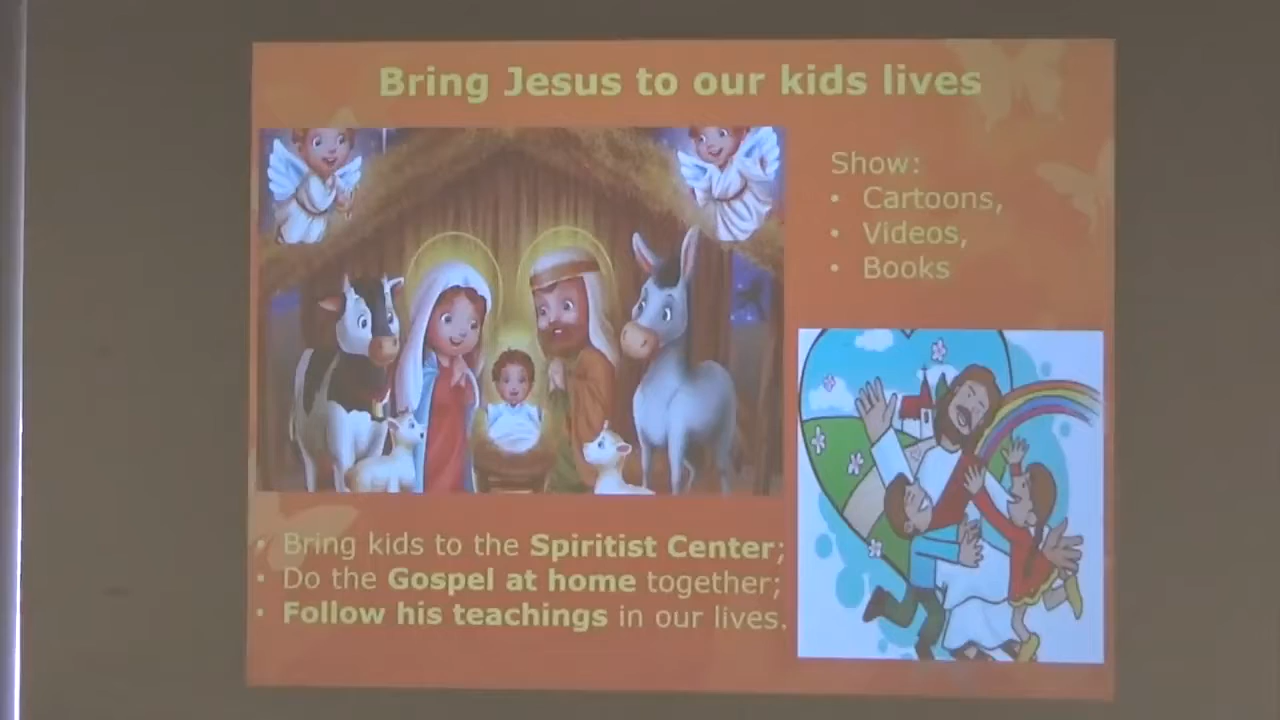 Bring Jesus to our kids lives
Show:
• Cartoons,
• Videos,
• Books
• Bring kids to the Spiritist Center;
• Do the Gospel at home together;
• Follow his teachings in our lives.